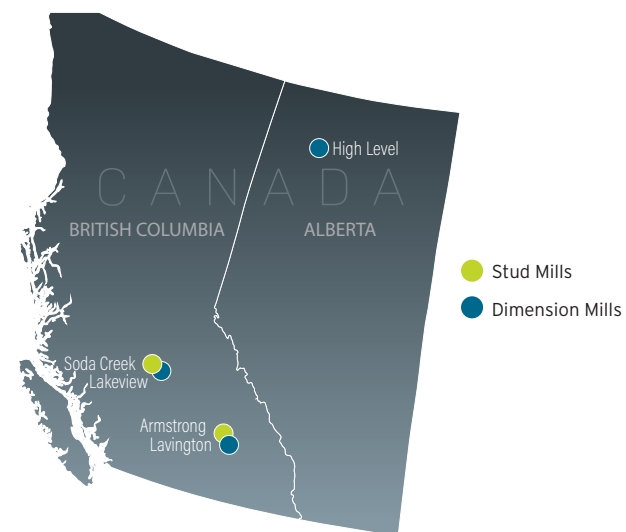 High Level
CANADA
BRITISH COLUMBIA
ALBERTA
Stud Mills
Dimension Mills
Soda Creek
Lakeview
Armstrong
Lavington